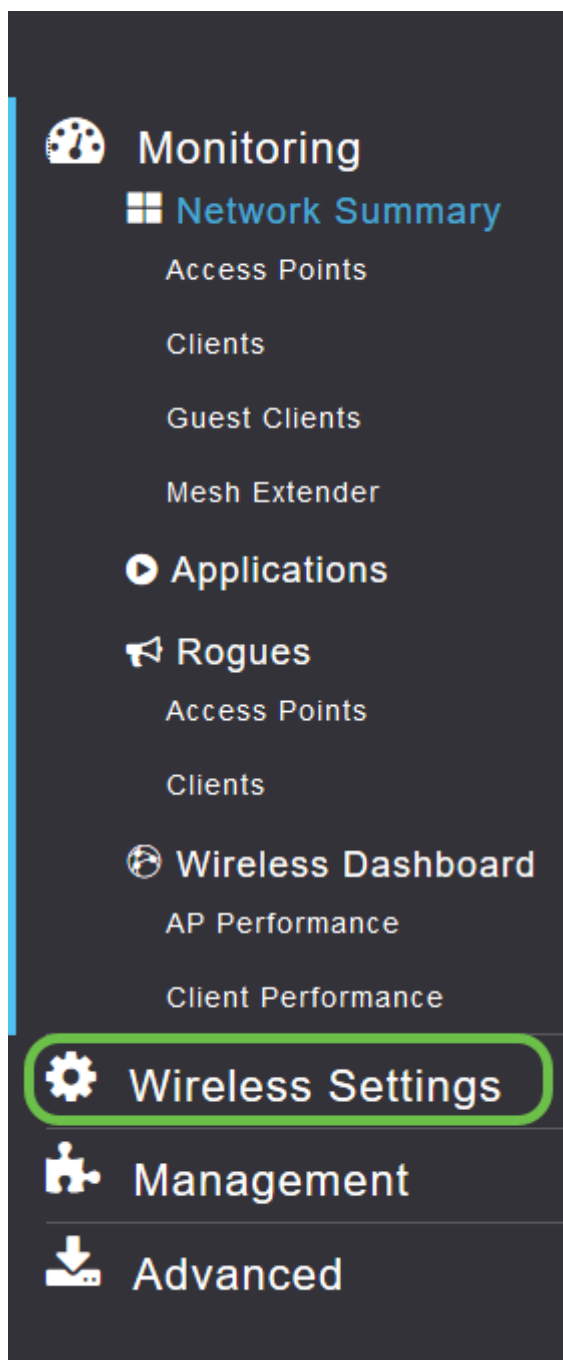 Monitoring
Network Summary
Access Points
Clients
Guest Clients
Mesh Extender
Applications
Rogues
Access Points
Clients
Wireless Dashboard
AP Performance
Client Performance
Wireless Settings
Management
Advanced